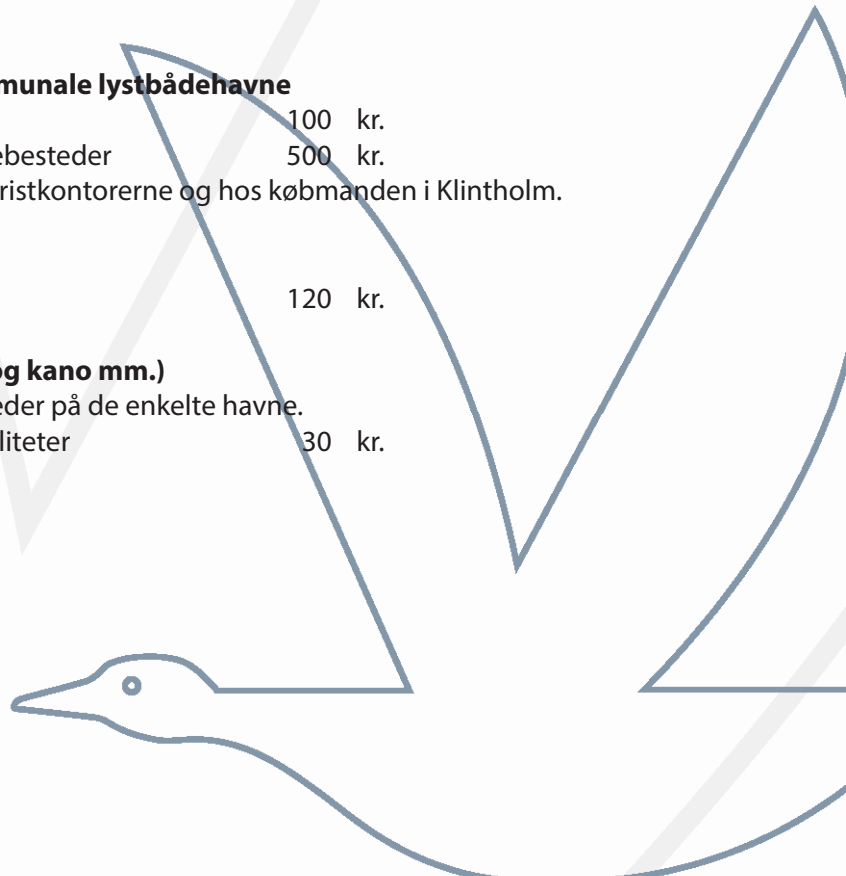 munale lystbådehavne
100 kr.
ebesteder 500 kr.
ristkontorerne og hos købmanden i Klintholm.
120 kr.
og kano mm.)
eder på de enkelte havne.
liteter 30 kr.